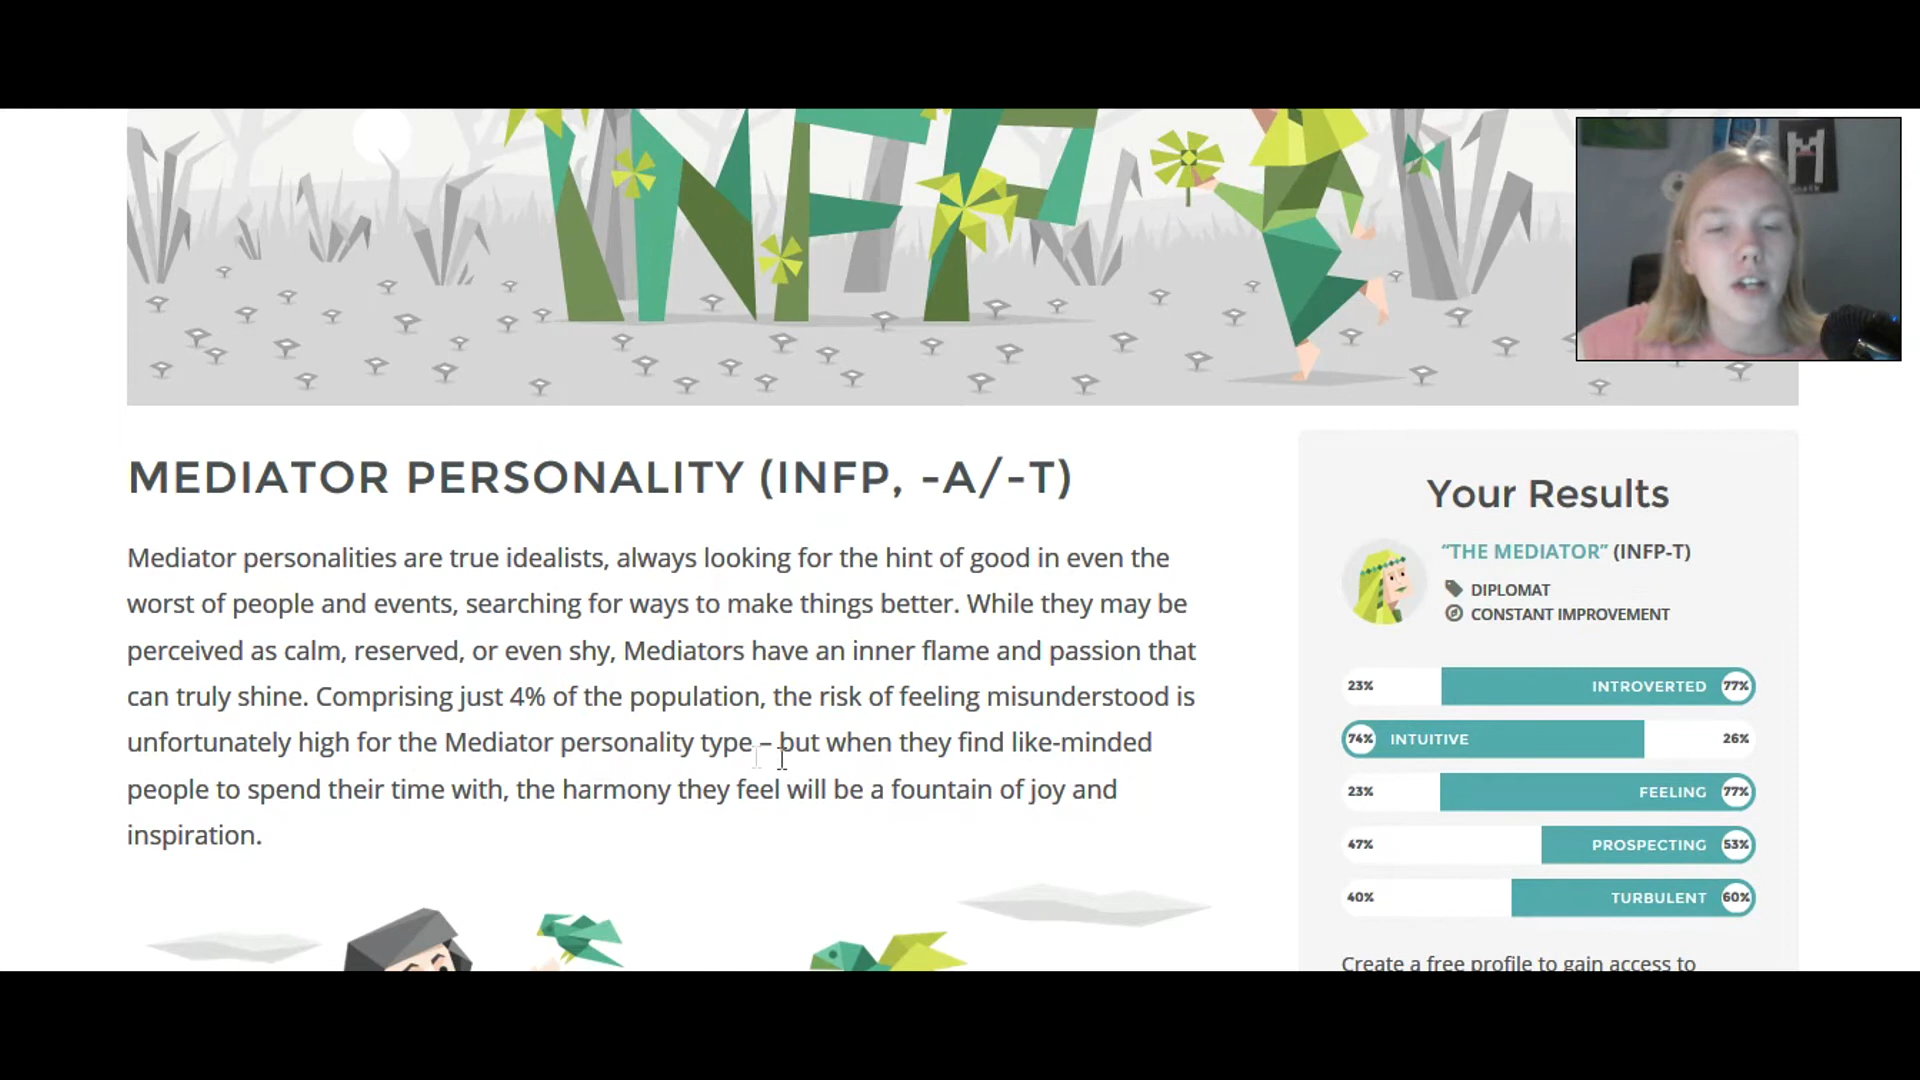 INFP
MEDIATOR PERSONALITY (INFP, -A/-T)
Mediator personalities are true idealists, always looking for the hint of good in even the
worst of people and events, searching for ways to make things better. While they may be
perceived as calm, reserved, or even shy, Mediators have an inner flame and passion that
can truly shine. Comprising just 4% of the population, the risk of feeling misunderstood is
unfortunately high for the Mediator personality type – but when they find like-minded
people to spend their time with, the harmony they feel will be a fountain of joy and
inspiration.
Your Results
“THE MEDIATOR” (INFP-T)
DIPLOMAT
CONSTANT IMPROVEMENT
23% INTROVERTED 77%
74% INTUITIVE 26%
23% FEELING 77%
47% PROSPECTING 53%
40% TURBULENT 60%
Create a free profile to gain access to